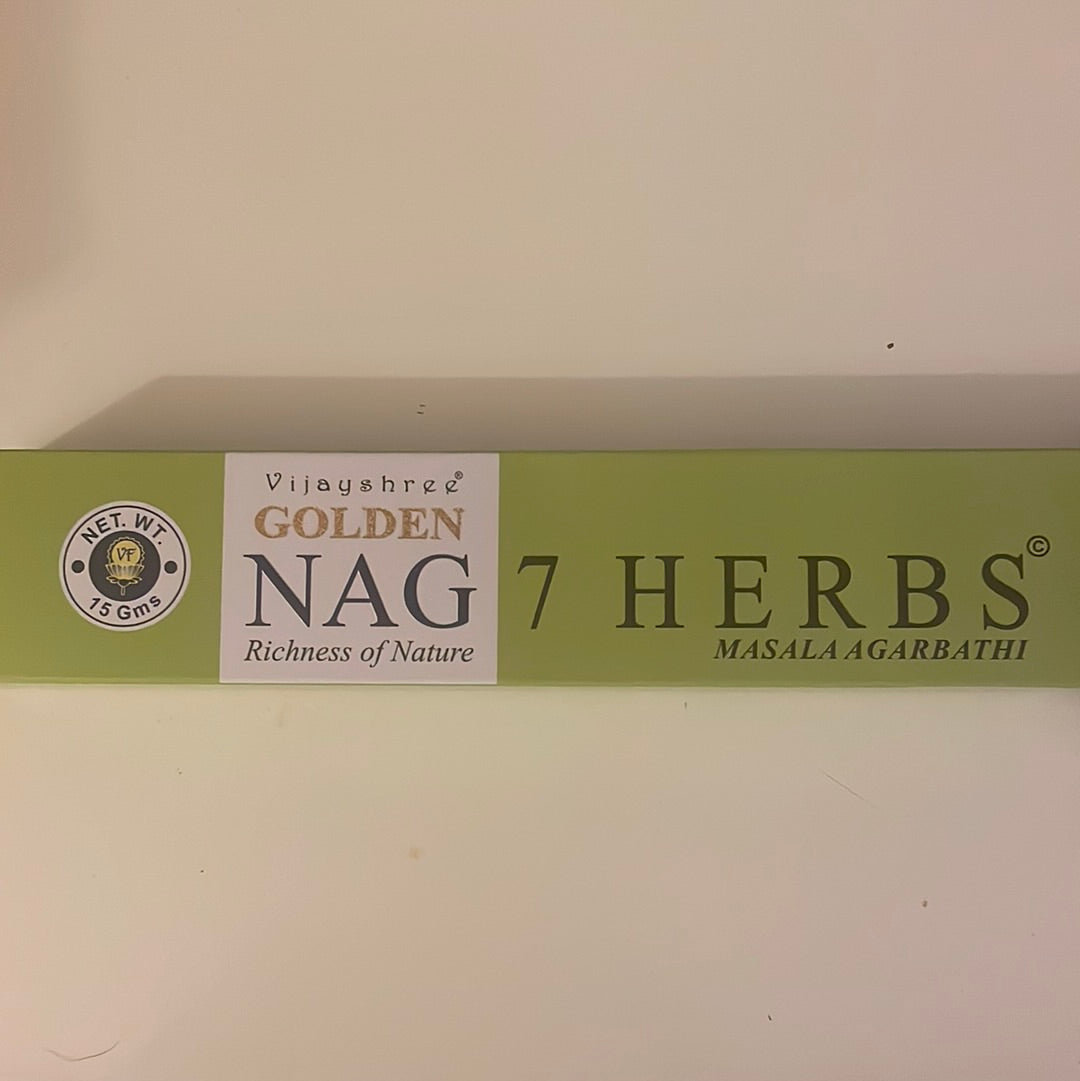 NET. WT.
VF
15 Gms
Vijayshree®
GOLDEN
NAG
Richness of Nature
7 HERBS©
MASALA AGARBATHI